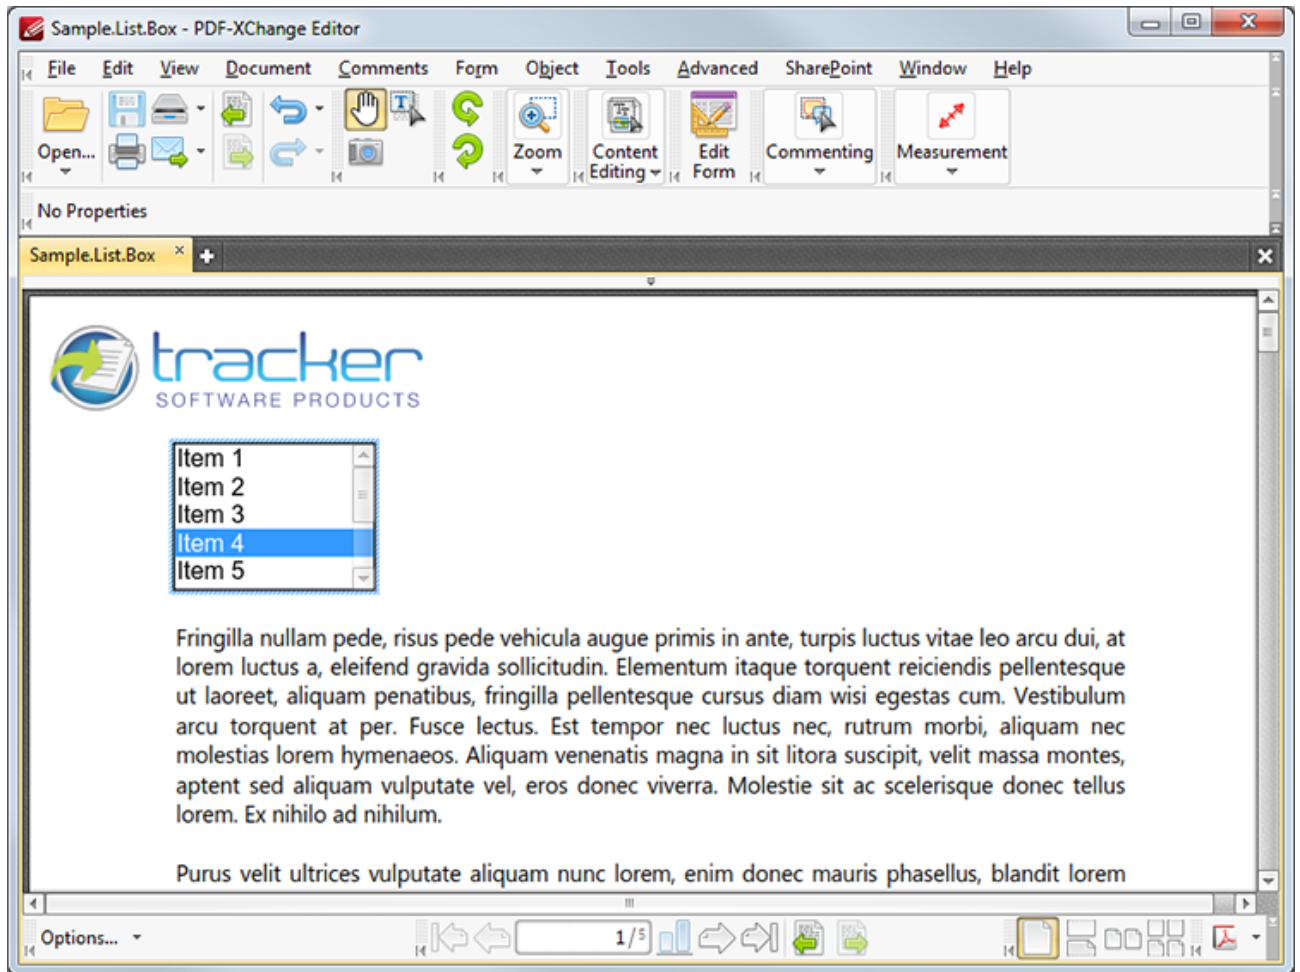 Sample.List.Box - PDF-XChange Editor
File Edit View Document Comments Form Object Tools Advanced SharePoint Window Help
Open... Zoom Content Editing Edit Form Commenting Measurement
No Properties
Sample.List.Box
tracker
SOFTWARE PRODUCTS
Item 1
Item 2
Item 3
Item 4
Item 5
Fringilla nullam pede, risus pede vehicula augue primis in ante, turpis luctus vitae leo arcu dui, at
lorem luctus a, eleifend gravida sollicitudin. Elementum itaque torquent reiciendis pellentesque
ut laoreet, aliquam penatibus, fringilla pellentesque cursus diam wisi egestas cum. Vestibulum
arcu torquent at per. Fusce lectus. Est tempor nec luctus nec, rutrum morbi, aliquam nec
molestias lorem hymenaeos. Aliquam venenatis magna in sit litora suscipit, velit massa montes,
aptent sed aliquam vulputate vel, eros donec viverra. Molestie sit ac scelerisque donec tellus
lorem. Ex nihilo ad nihilum.
Purus velit ultrices vulputate aliquam nunc lorem, enim donec mauris phasellus, blandit lorem
Options... 1/5